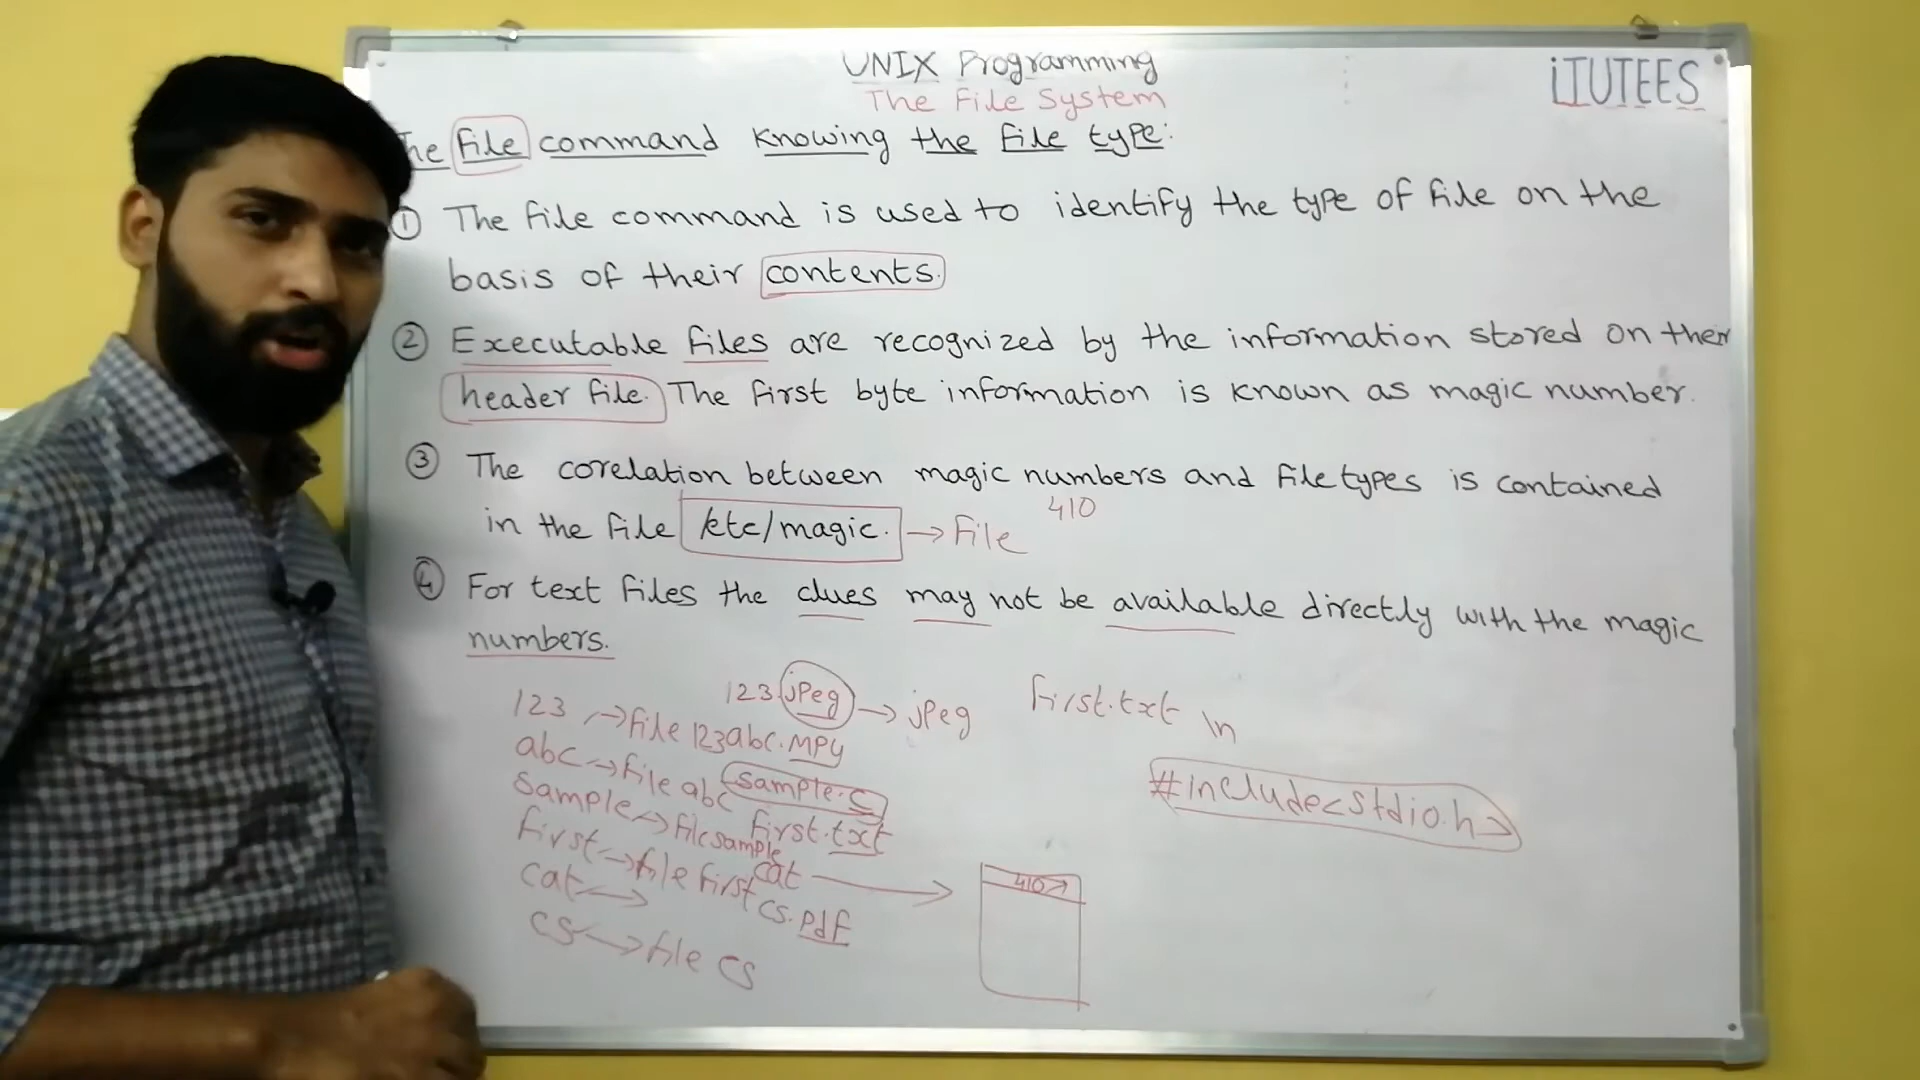 UNIX Programming
iTUTEES
The File System
The file command knowing the file type:
① The file command is used to identify the type of file on the
basis of their contents.
② Executable files are recognized by the information stored on their
header file. The first byte information is known as magic number.
③ The corelation between magic numbers and filetypes is contained
in the file /etc/magic. → File 410
④ For text files the clues may not be available directly with the magic
numbers.
123 → file 123
abc → file abc
sample → file sample
first → file first
cat →
cs → file cs
123.jpeg → jpeg
abc.MP4
sample.c
first.txt
cat →
cs.pdf
first.txt \n
#include<stdio.h>
410